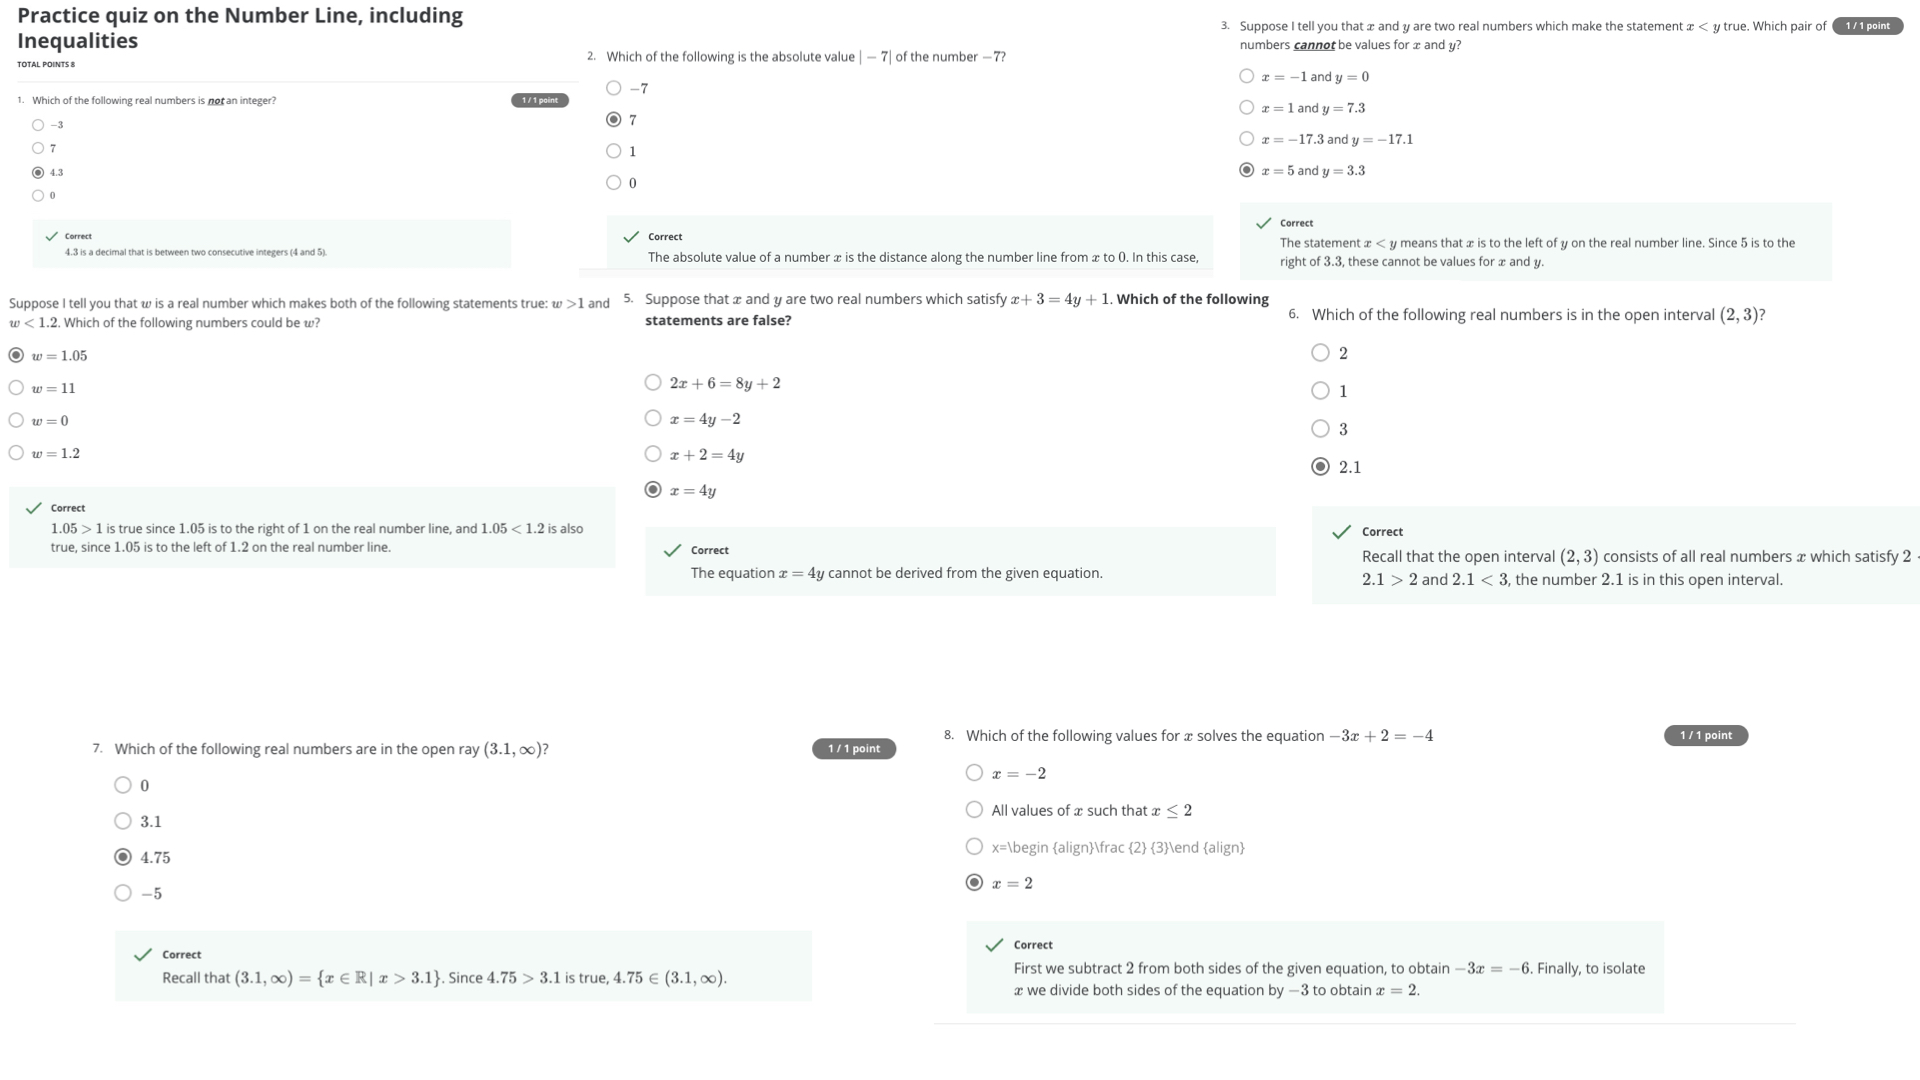 Practice quiz on the Number Line, including
Inequalities
TOTAL POINTS 8
1. Which of the following real numbers is not an integer?
1 / 1 point
−3
7
4.3
0
Correct
4.3 is a decimal that is between two consecutive integers (4 and 5).
2. Which of the following is the absolute value | − 7| of the number −7?
−7
7
1
0
Correct
The absolute value of a number x is the distance along the number line from x to 0. In this case,
3. Suppose I tell you that x and y are two real numbers which make the statement x < y true. Which pair of
numbers cannot be values for x and y?
1 / 1 point
x = −1 and y = 0
x = 1 and y = 7.3
x = −17.3 and y = −17.1
x = 5 and y = 3.3
Correct
The statement x < y means that x is to the left of y on the real number line. Since 5 is to the
right of 3.3, these cannot be values for x and y.
Suppose I tell you that w is a real number which makes both of the following statements true: w >1 and
w < 1.2. Which of the following numbers could be w?
w = 1.05
w = 11
w = 0
w = 1.2
Correct
1.05 > 1 is true since 1.05 is to the right of 1 on the real number line, and 1.05 < 1.2 is also
true, since 1.05 is to the left of 1.2 on the real number line.
5. Suppose that x and y are two real numbers which satisfy x+ 3 = 4y + 1. Which of the following
statements are false?
2x + 6 = 8y + 2
x = 4y −2
x + 2 = 4y
x = 4y
Correct
The equation x = 4y cannot be derived from the given equation.
6. Which of the following real numbers is in the open interval (2, 3)?
2
1
3
2.1
Correct
Recall that the open interval (2, 3) consists of all real numbers x which satisfy 2
2.1 > 2 and 2.1 < 3, the number 2.1 is in this open interval.
7. Which of the following real numbers are in the open ray (3.1, ∞)?
1 / 1 point
0
3.1
4.75
−5
Correct
Recall that (3.1, ∞) = {x ∈ ℝ| x > 3.1}. Since 4.75 > 3.1 is true, 4.75 ∈ (3.1, ∞).
8. Which of the following values for x solves the equation −3x + 2 = −4
1 / 1 point
x = −2
All values of x such that x ≤ 2
x=\begin {align}\frac {2} {3}\end {align}
x = 2
Correct
First we subtract 2 from both sides of the given equation, to obtain −3x = −6. Finally, to isolate
x we divide both sides of the equation by −3 to obtain x = 2.